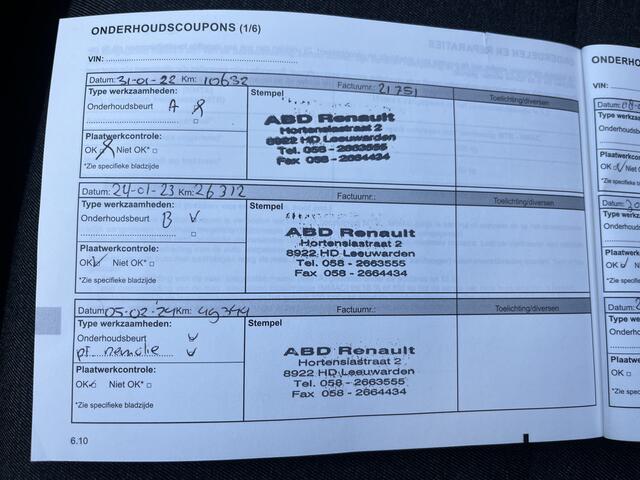 ONDERHOUDSCOUPONS (1/6)
VIN:
Datum: 31-01-22 Km: 10632 Factuurnr.: 21751 Toelichting/diversen
Type werkzaamheden: Stempel
Onderhoudsbeurt A
ABD Renault
Hortensiastraat 2
8922 HD Leeuwarden
Tel. 058 - 2663555
Fax 058 - 2664434
Plaatwerkcontrole:
OK Niet OK*
*Zie specifieke bladzijde
Datum: 24-01-23 Km: 26312 Factuurnr.: Toelichting/diversen
Type werkzaamheden: Stempel
Onderhoudsbeurt B
ABD Renault
Hortensiastraat 2
8922 HD Leeuwarden
Tel. 058 - 2663555
Fax 058 - 2664434
Plaatwerkcontrole:
OK Niet OK*
*Zie specifieke bladzijde
Datum: 05-02-'24 Km: Factuurnr.: Toelichting/diversen
Type werkzaamheden: Stempel
Onderhoudsbeurt
ABD Renault
Hortensiastraat 2
8922 HD Leeuwarden
Tel. 058 - 2663555
Fax 058 - 2664434
Plaatwerkcontrole:
OK Niet OK*
*Zie specifieke bladzijde
6.10
VIN: